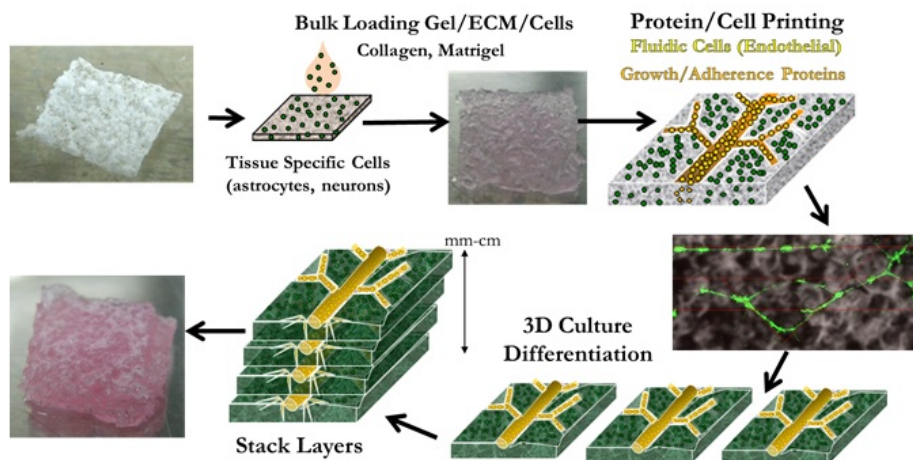 Bulk Loading Gel/ECM/Cells
Collagen, Matrigel
Protein/Cell Printing
Fluidic Cells (Endothelial)
Growth/Adherence Proteins
Tissue Specific Cells
(astrocytes, neurons)
mm-cm
3D Culture
Differentiation
Stack Layers